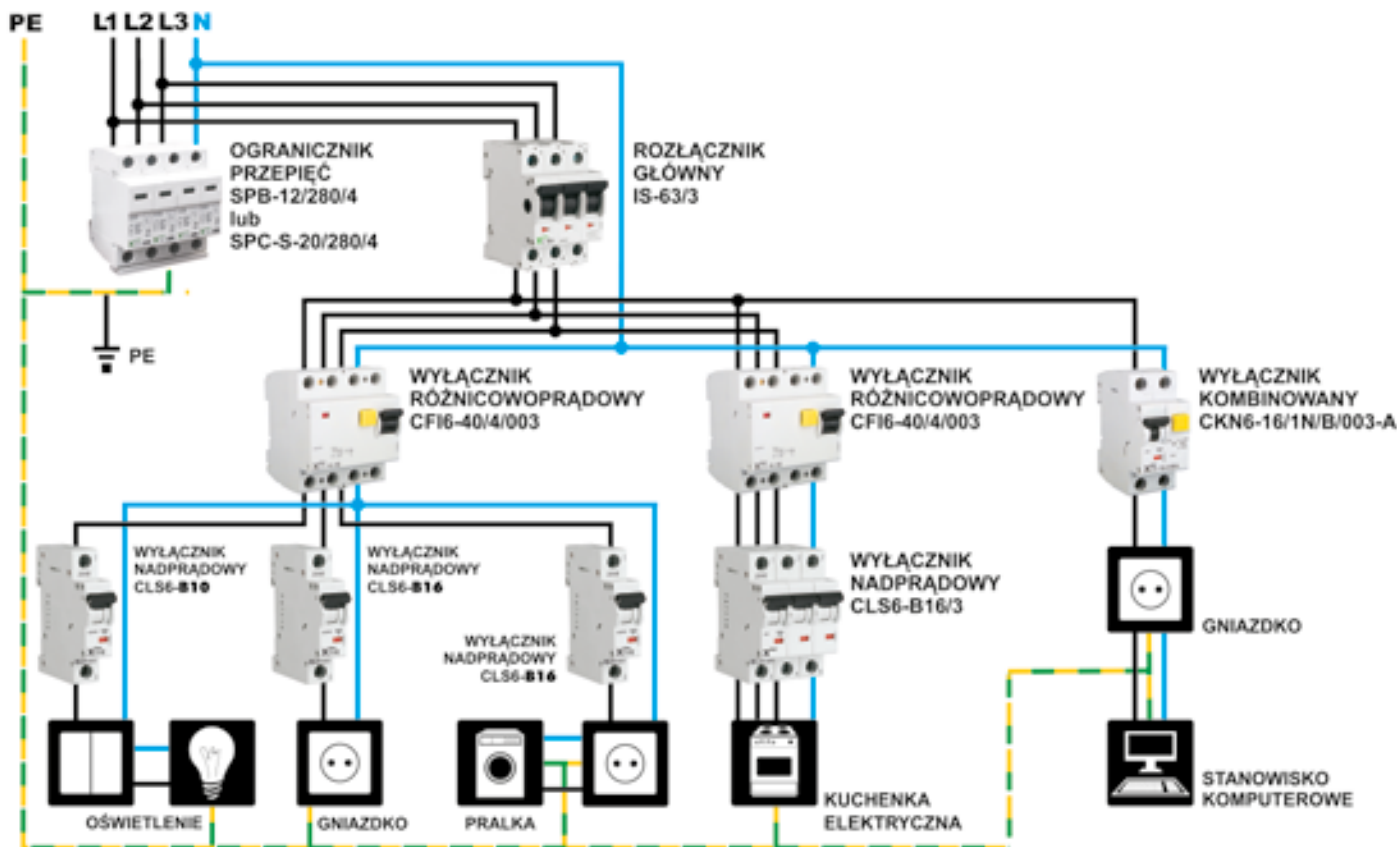 PE L1 L2 L3 N
OGRANICZNIK
PRZEPIĘĆ
SPB-12/280/4
lub
SPC-S-20/280/4
ROZŁĄCZNIK
GŁÓWNY
IS-63/3
PE
WYŁĄCZNIK
RÓŻNICOWOPRĄDOWY
CFI6-40/4/003
WYŁĄCZNIK
RÓŻNICOWOPRĄDOWY
CFI6-40/4/003
WYŁĄCZNIK
KOMBINOWANY
CKN6-16/1N/B/003-A
WYŁĄCZNIK
NADPRĄDOWY
CLS6-B10
WYŁĄCZNIK
NADPRĄDOWY
CLS6-B16
WYŁĄCZNIK
NADPRĄDOWY
CLS6-B16
WYŁĄCZNIK
NADPRĄDOWY
CLS6-B16/3
GNIAZDKO
OŚWIETLENIE
GNIAZDKO
PRALKA
KUCHENKA
ELEKTRYCZNA
STANOWISKO
KOMPUTEROWE